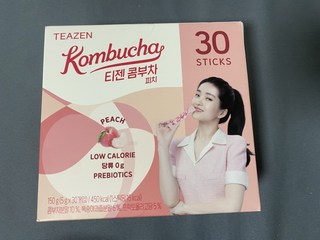 TEAZEN
Kombucha
티젠 콤부차
피치
30
STICKS
PEACH
LOW CALORIE
당류 0g
PREBIOTICS